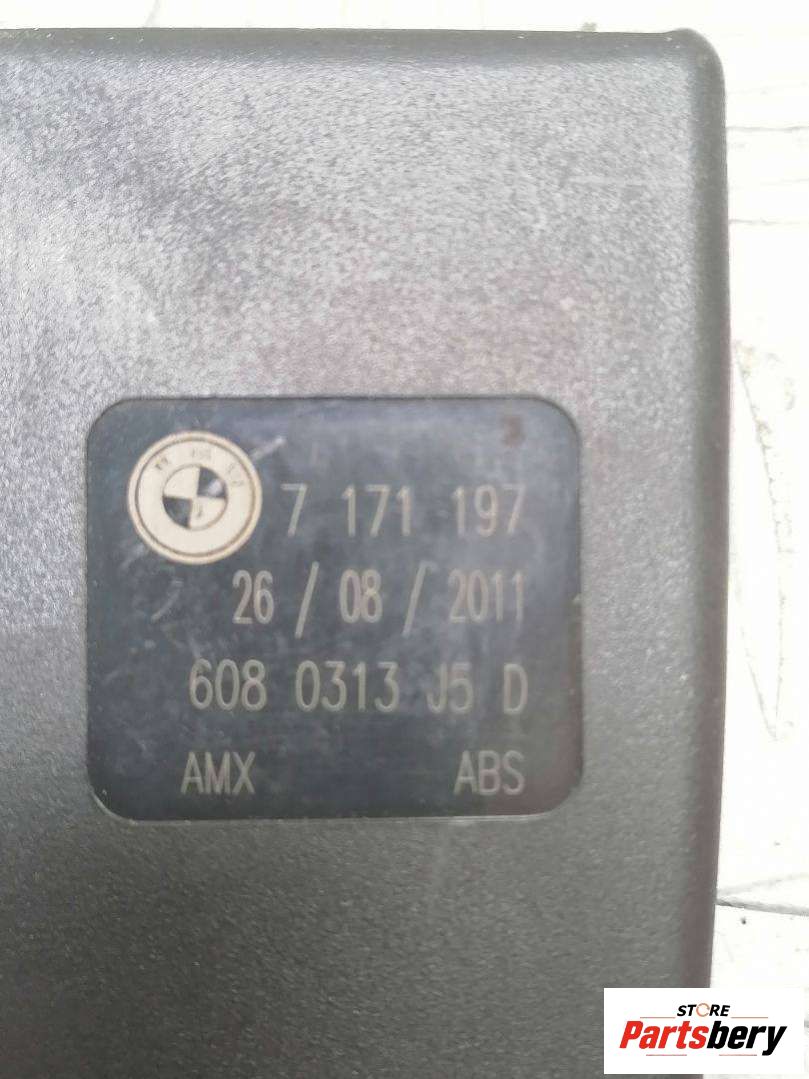 7 171 197
26 / 08 / 2011
608 0313 J5 D
AMX ABS
STORE
Partsbery